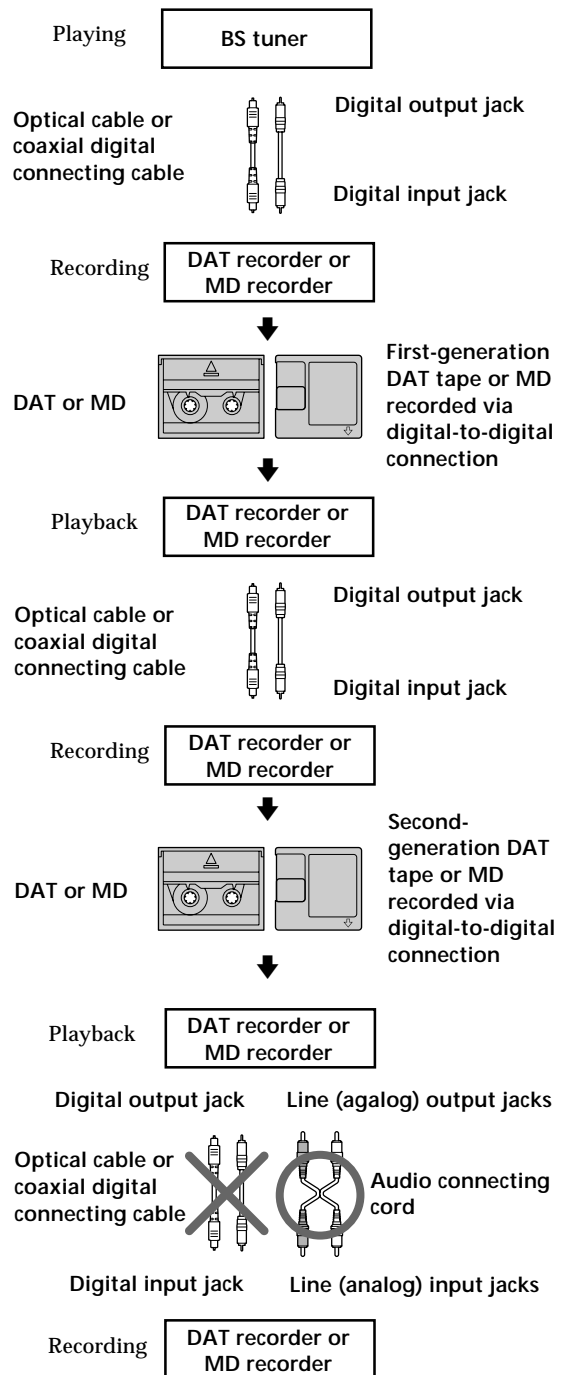 Playing
BS tuner
Optical cable or
coaxial digital
connecting cable
Digital output jack
Digital input jack
Recording
DAT recorder or
MD recorder
DAT or MD
First-generation
DAT tape or MD
recorded via
digital-to-digital
connection
Playback
DAT recorder or
MD recorder
Optical cable or
coaxial digital
connecting cable
Digital output jack
Digital input jack
Recording
DAT recorder or
MD recorder
DAT or MD
Second-
generation DAT
tape or MD
recorded via
digital-to-digital
connection
Playback
DAT recorder or
MD recorder
Digital output jack
Line (agalog) output jacks
Optical cable or
coaxial digital
connecting cable
Audio connecting
cord
Digital input jack
Line (analog) input jacks
Recording
DAT recorder or
MD recorder